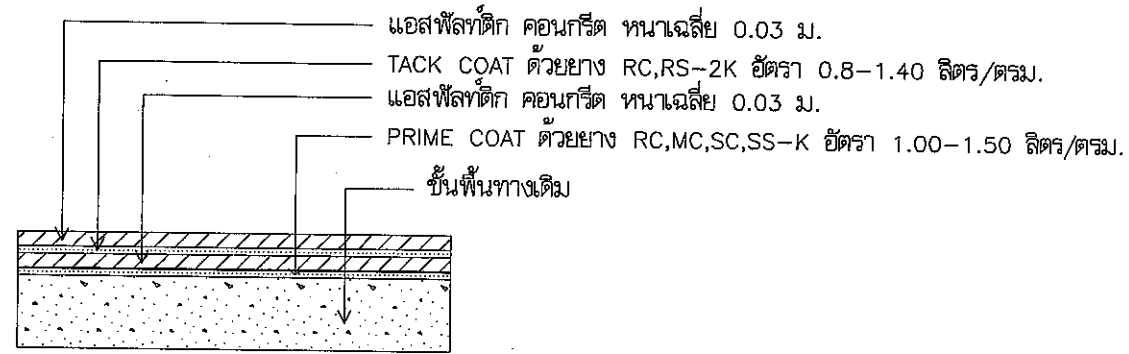 แอสฟัลท์ติก คอนกรีต หนาเฉลี่ย 0.03 ม.
TACK COAT ด้วยยาง RC,RS-2K อัตรา 0.8-1.40 ลิตร/ตรม.
แอสฟัลท์ติก คอนกรีต หนาเฉลี่ย 0.03 ม.
PRIME COAT ด้วยยาง RC,MC,SC,SS-K อัตรา 1.00-1.50 ลิตร/ตรม.
ชั้นพื้นทางเดิม